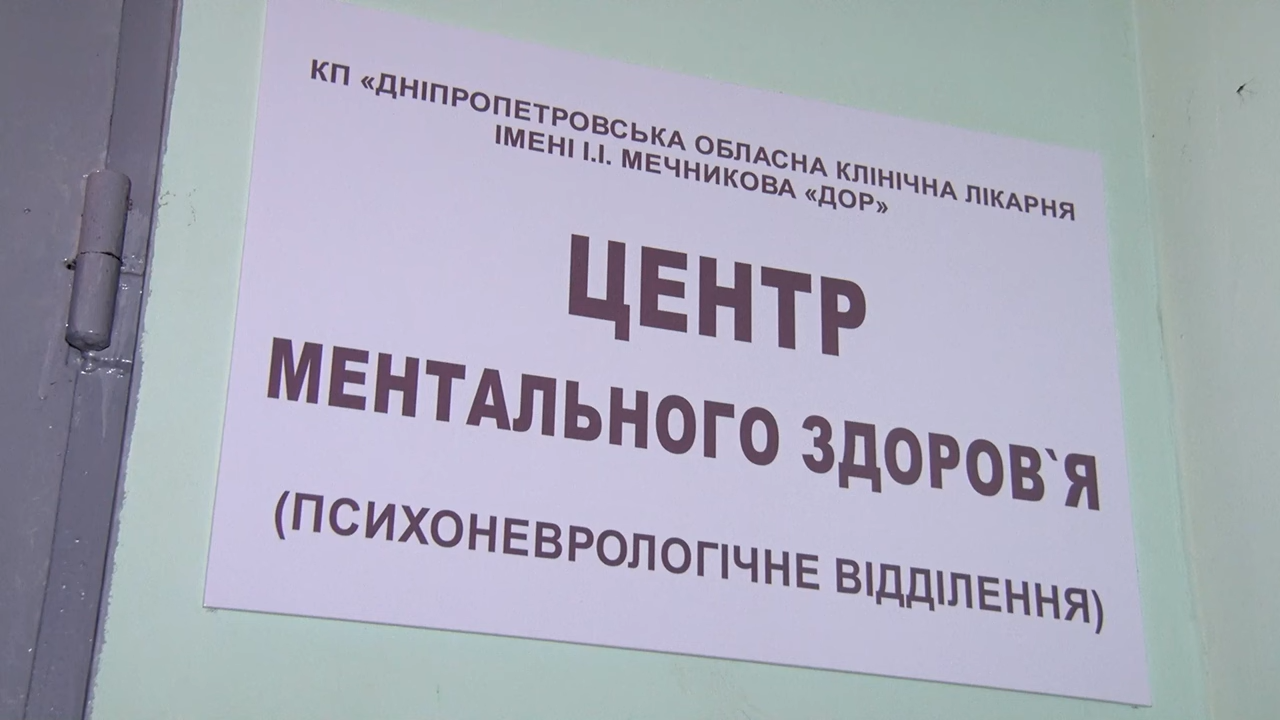 КП «ДНІПРОПЕТРОВСЬКА ОБЛАСНА КЛІНІЧНА ЛІКАРНЯ
ІМЕНІ І.І. МЕЧНИКОВА «ДОР»
ЦЕНТР
МЕНТАЛЬНОГО ЗДОРОВ`Я
(ПСИХОНЕВРОЛОГІЧНЕ ВІДДІЛЕННЯ)